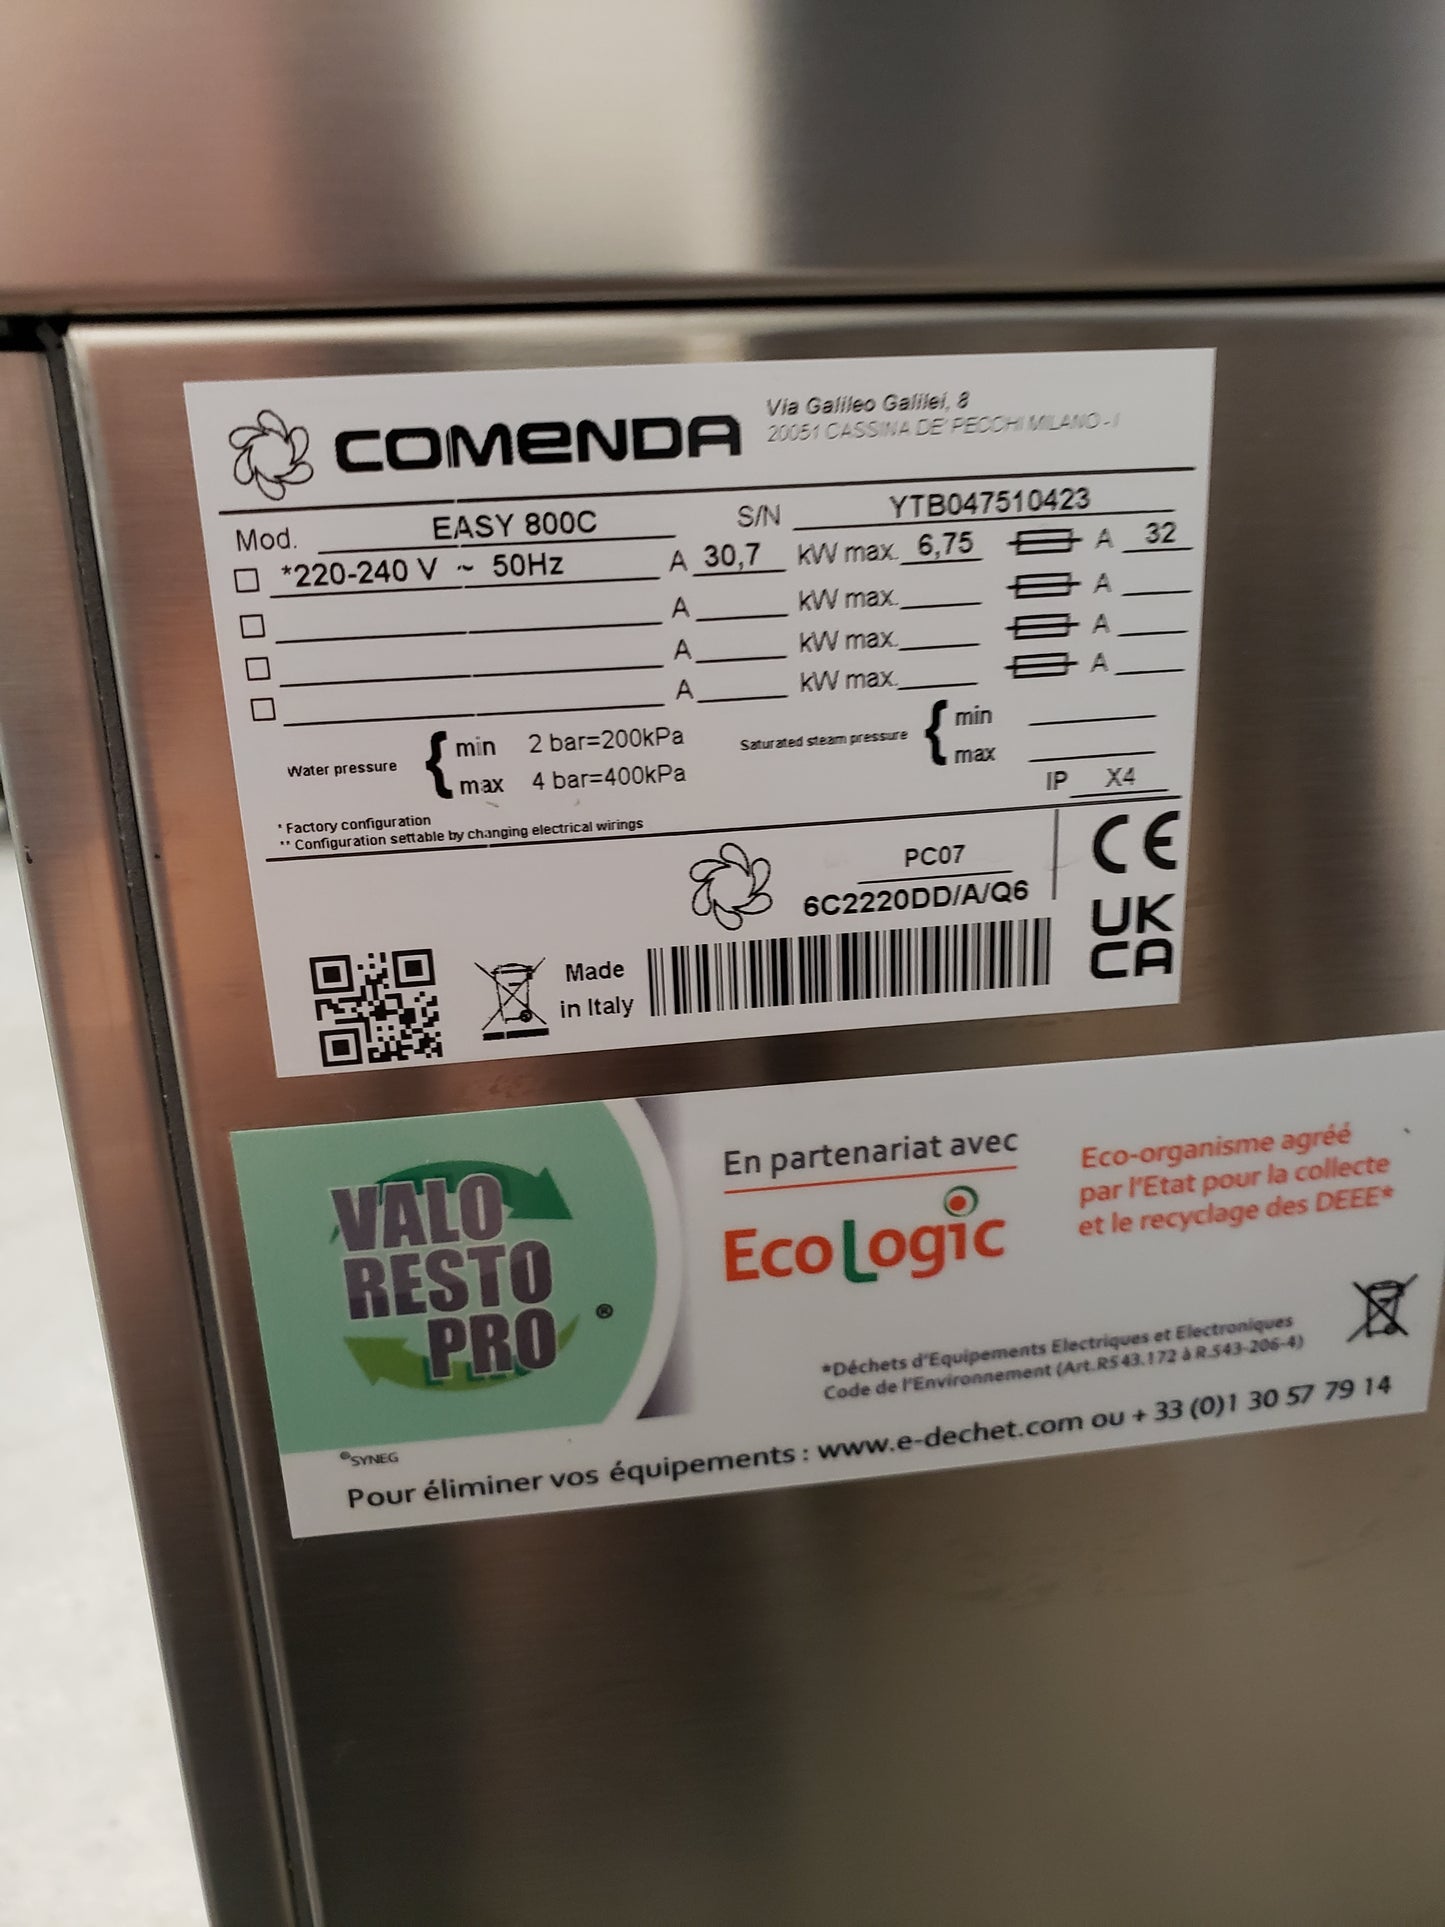 COMENDA
Via Galileo Galilei, 8
20051 CASSINA DE' PECCHI MILANO - I
Mod. EASY 800C S/N YTB047510423
*220-240 V ~ 50Hz A 30,7 kW max. 6,75 A 32
A kW max. A
A kW max. A
A kW max. A
Water pressure { min 2 bar=200kPa
max 4 bar=400kPa
Saturated steam pressure { min
max
IP X4
* Factory configuration
** Configuration settable by changing electrical wirings
PC07
6C2220DD/A/Q6
CE
UK
CA
Made
in Italy
VALO
RESTO
PRO ®
©SYNEG
En partenariat avec
EcoLogic
Eco-organisme agréé
par l'Etat pour la collecte
et le recyclage des DEEE*
*Déchets d'Equipements Electriques et Electroniques
Code de l'Environnement (Art.R543.172 à R.543-206-4)
Pour éliminer vos équipements : www.e-dechet.com ou + 33 (0)1 30 57 79 14